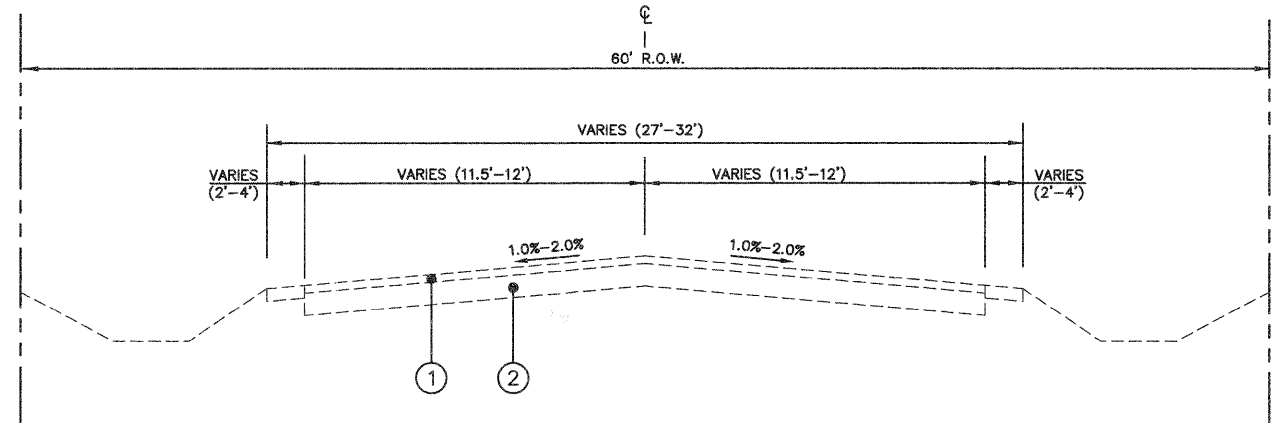 ℄
60' R.O.W.
VARIES (27'-32')
VARIES
(2'-4')
VARIES (11.5'-12')
VARIES (11.5'-12')
VARIES
(2'-4')
1.0%-2.0%
1.0%-2.0%
1
2